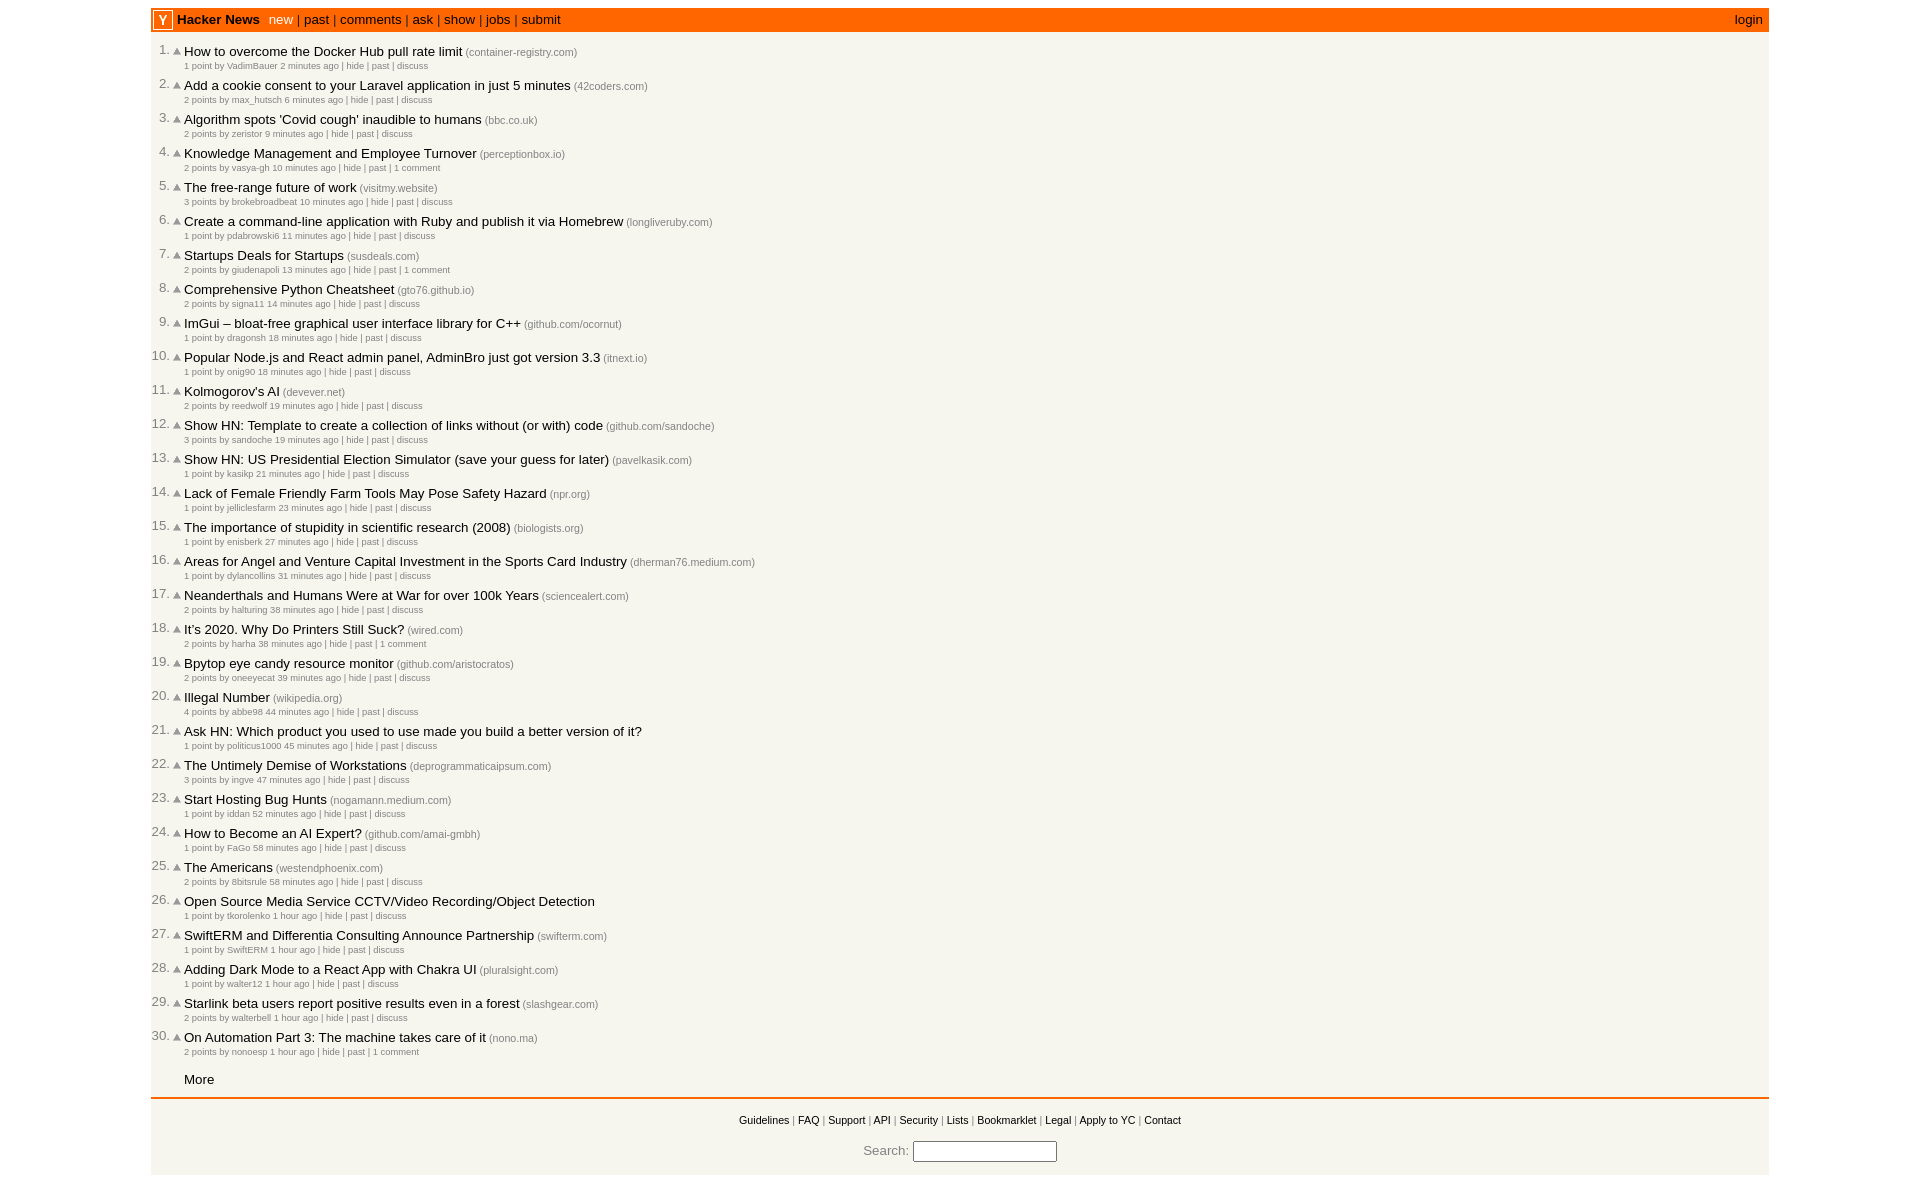 Y Hacker News new | past | comments | ask | show | jobs | submit login
1. How to overcome the Docker Hub pull rate limit (container-registry.com)
1 point by VadimBauer 2 minutes ago | hide | past | discuss
2. Add a cookie consent to your Laravel application in just 5 minutes (42coders.com)
2 points by max_hutsch 6 minutes ago | hide | past | discuss
3. Algorithm spots 'Covid cough' inaudible to humans (bbc.co.uk)
2 points by zeristor 9 minutes ago | hide | past | discuss
4. Knowledge Management and Employee Turnover (perceptionbox.io)
2 points by vasya-gh 10 minutes ago | hide | past | 1 comment
5. The free-range future of work (visitmy.website)
3 points by brokebroadbeat 10 minutes ago | hide | past | discuss
6. Create a command-line application with Ruby and publish it via Homebrew (longliveruby.com)
1 point by pdabrowski6 11 minutes ago | hide | past | discuss
7. Startups Deals for Startups (susdeals.com)
2 points by giudenapoli 13 minutes ago | hide | past | 1 comment
8. Comprehensive Python Cheatsheet (gto76.github.io)
2 points by signa11 14 minutes ago | hide | past | discuss
9. ImGui – bloat-free graphical user interface library for C++ (github.com/ocornut)
1 point by dragonsh 18 minutes ago | hide | past | discuss
10. Popular Node.js and React admin panel, AdminBro just got version 3.3 (itnext.io)
1 point by onig90 18 minutes ago | hide | past | discuss
11. Kolmogorov's AI (devever.net)
2 points by reedwolf 19 minutes ago | hide | past | discuss
12. Show HN: Template to create a collection of links without (or with) code (github.com/sandoche)
3 points by sandoche 19 minutes ago | hide | past | discuss
13. Show HN: US Presidential Election Simulator (save your guess for later) (pavelkasik.com)
1 point by kasikp 21 minutes ago | hide | past | discuss
14. Lack of Female Friendly Farm Tools May Pose Safety Hazard (npr.org)
1 point by jelliclesfarm 23 minutes ago | hide | past | discuss
15. The importance of stupidity in scientific research (2008) (biologists.org)
1 point by enisberk 27 minutes ago | hide | past | discuss
16. Areas for Angel and Venture Capital Investment in the Sports Card Industry (dherman76.medium.com)
1 point by dylancollins 31 minutes ago | hide | past | discuss
17. Neanderthals and Humans Were at War for over 100k Years (sciencealert.com)
2 points by halturing 38 minutes ago | hide | past | discuss
18. It's 2020. Why Do Printers Still Suck? (wired.com)
2 points by harha 38 minutes ago | hide | past | 1 comment
19. Bpytop eye candy resource monitor (github.com/aristocratos)
2 points by oneeyecat 39 minutes ago | hide | past | discuss
20. Illegal Number (wikipedia.org)
4 points by abbe98 44 minutes ago | hide | past | discuss
21. Ask HN: Which product you used to use made you build a better version of it?
1 point by politicus1000 45 minutes ago | hide | past | discuss
22. The Untimely Demise of Workstations (deprogrammaticaipsum.com)
3 points by ingve 47 minutes ago | hide | past | discuss
23. Start Hosting Bug Hunts (nogamann.medium.com)
1 point by iddan 52 minutes ago | hide | past | discuss
24. How to Become an AI Expert? (github.com/amai-gmbh)
1 point by FaGo 58 minutes ago | hide | past | discuss
25. The Americans (westendphoenix.com)
2 points by 8bitsrule 58 minutes ago | hide | past | discuss
26. Open Source Media Service CCTV/Video Recording/Object Detection
1 point by tkorolenko 1 hour ago | hide | past | discuss
27. SwiftERM and Differentia Consulting Announce Partnership (swifterm.com)
1 point by SwiftERM 1 hour ago | hide | past | discuss
28. Adding Dark Mode to a React App with Chakra UI (pluralsight.com)
1 point by walter12 1 hour ago | hide | past | discuss
29. Starlink beta users report positive results even in a forest (slashgear.com)
2 points by walterbell 1 hour ago | hide | past | discuss
30. On Automation Part 3: The machine takes care of it (nono.ma)
2 points by nonoesp 1 hour ago | hide | past | 1 comment
More
Guidelines | FAQ | Support | API | Security | Lists | Bookmarklet | Legal | Apply to YC | Contact
Search: